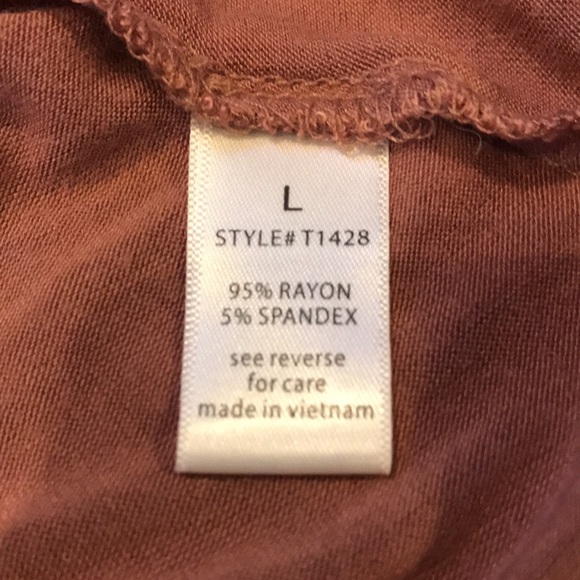 L
STYLE# T1428
95% RAYON
5% SPANDEX
see reverse
for care
made in vietnam